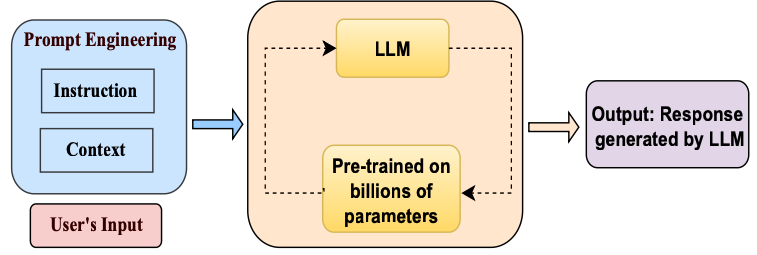 Prompt Engineering
Instruction
Context
User's Input
LLM
Pre-trained on
billions of
parameters
Output: Response
generated by LLM